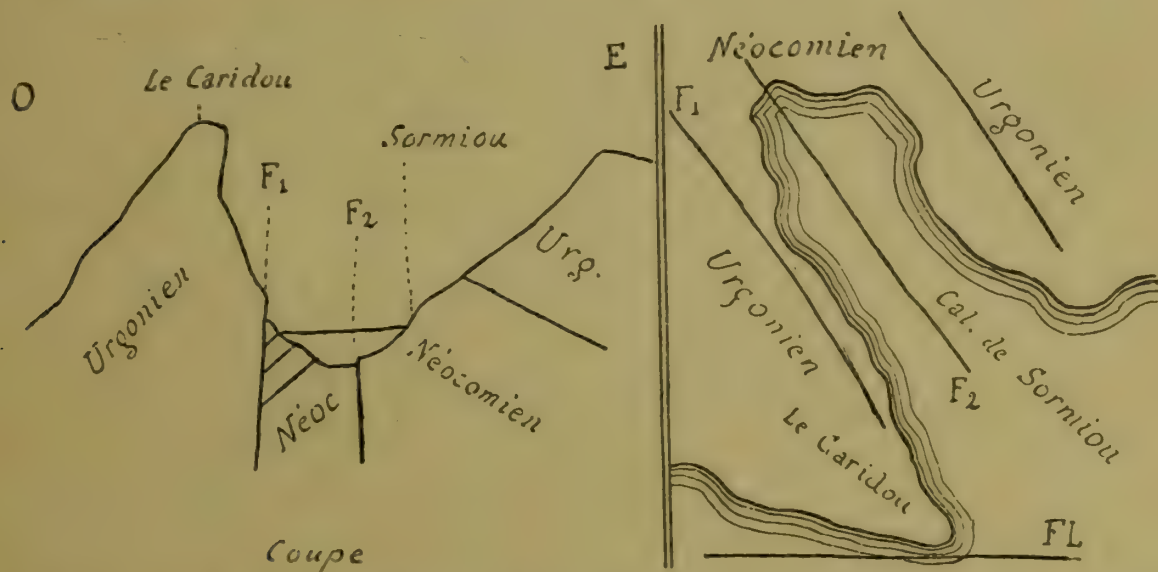 O
Le Caridou
E
Sormiou
F1
F2
Urgonien
Urg.
Néoc
Néocomien
Coupe
Néocomien
F1
Urgonien
Urgonien
Cal. de Sormiou
F2
Le Caridou
FL